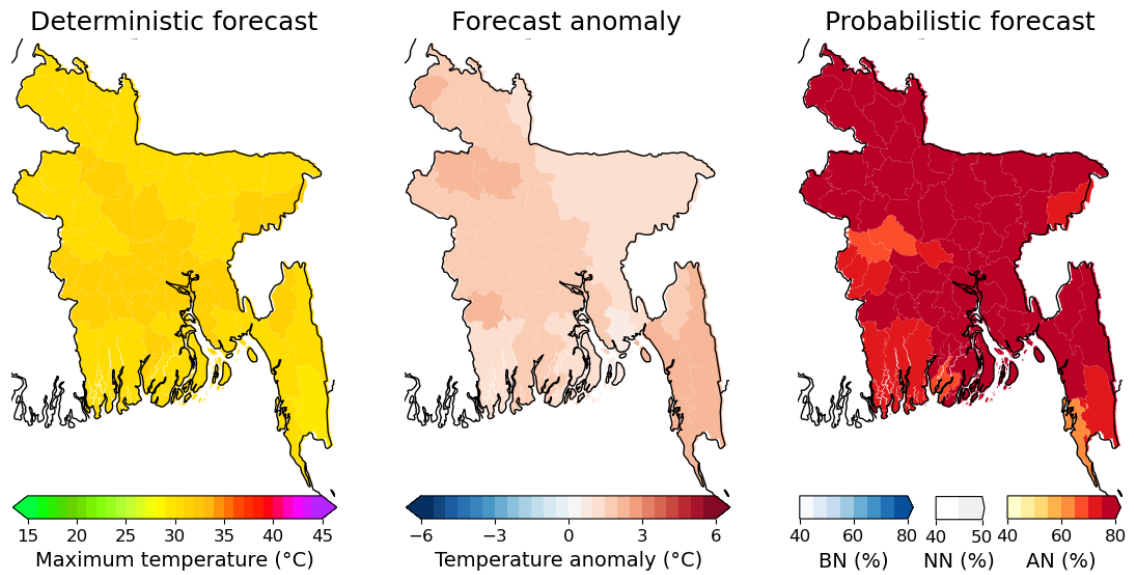 Deterministic forecast
Forecast anomaly
Probabilistic forecast
15 20 25 30 35 40 45
Maximum temperature (°C)
−6 −3 0 3 6
Temperature anomaly (°C)
40 60 80
BN (%)
40 50
NN (%)
40 60 80
AN (%)